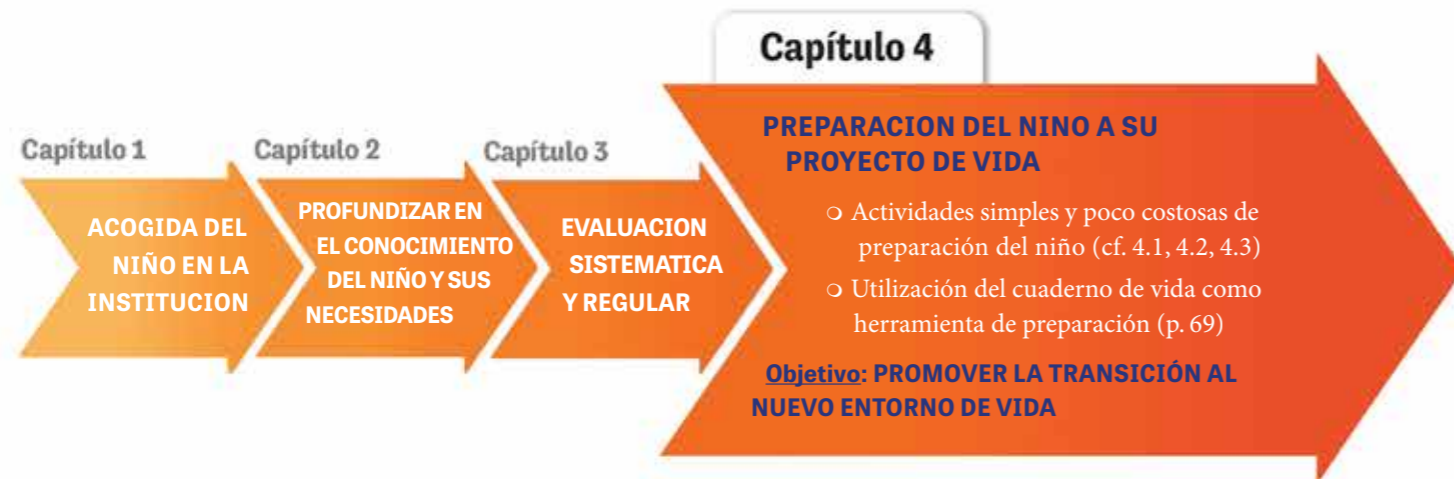 Capítulo 1
ACOGIDA DEL
NIÑO EN LA
INSTITUCION
Capítulo 2
PROFUNDIZAR EN
EL CONOCIMIENTO
DEL NIÑO Y SUS
NECESIDADES
Capítulo 3
EVALUACION
SISTEMATICA
Y REGULAR
Capítulo 4
PREPARACION DEL NINO A SU
PROYECTO DE VIDA
○ Actividades simples y poco costosas de
preparación del niño (cf. 4.1, 4.2, 4.3)
○ Utilización del cuaderno de vida como
herramienta de preparación (p. 69)
Objetivo: PROMOVER LA TRANSICIÓN AL
NUEVO ENTORNO DE VIDA